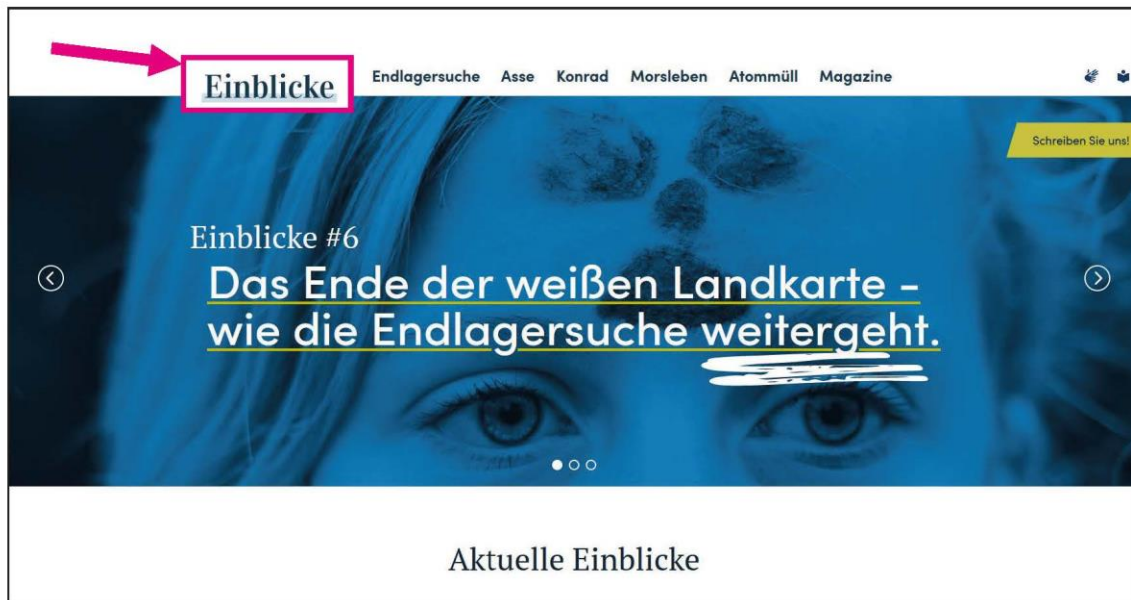 Einblicke
Endlagersuche Asse Konrad Morsleben Atommüll Magazine
Schreiben Sie uns!
Einblicke #6
Das Ende der weißen Landkarte –
wie die Endlagersuche weitergeht.
Aktuelle Einblicke